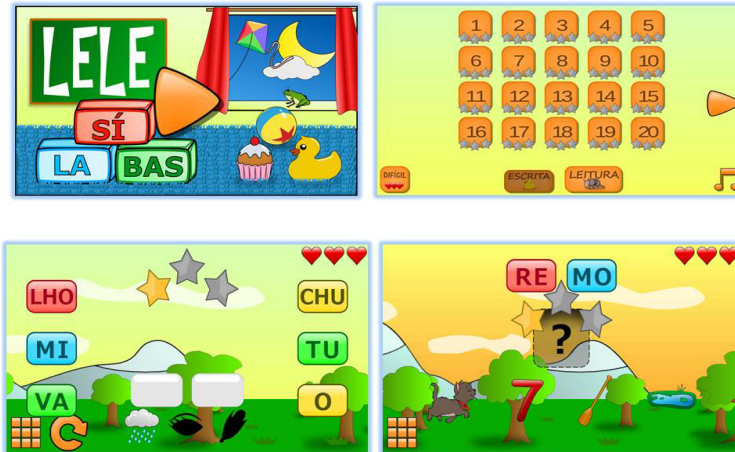 LELE
SÍ
LA BAS
1 2 3 4 5
6 7 8 9 10
11 12 13 14 15
16 17 18 19 20
DIFÍCIL
ESCRITA LEITURA
LHO CHU
MI TU
VA O
RE MO
?
7